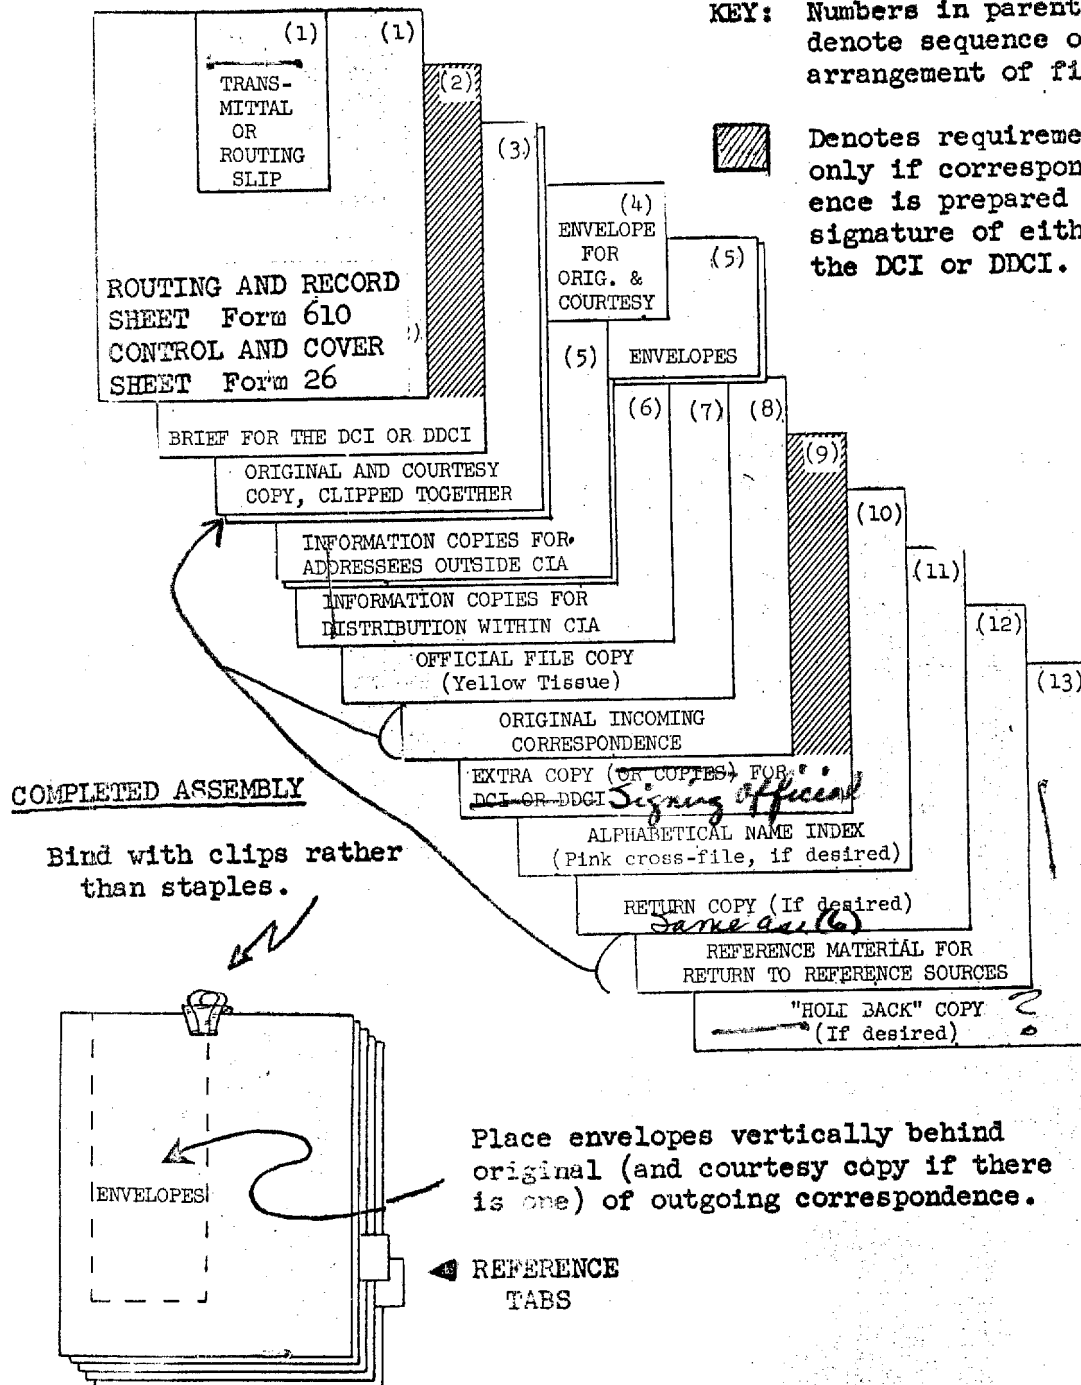 KEY: Numbers in parent
denote sequence o
arrangement of fi
Denotes requireme
only if correspon
ence is prepared
signature of eith
the DCI or DDCI.
(1)
(1)
TRANS-
MITTAL
OR
ROUTING
SLIP
ROUTING AND RECORD
SHEET Form 610
CONTROL AND COVER
SHEET Form 26
(2)
BRIEF FOR THE DCI OR DDCI
(3)
ORIGINAL AND COURTESY
COPY, CLIPPED TOGETHER
(4)
ENVELOPE
FOR
ORIG. &
COURTESY
(5)
ENVELOPES
(5)
INFORMATION COPIES FOR
ADDRESSEES OUTSIDE CIA
(6)
INFORMATION COPIES FOR
DISTRIBUTION WITHIN CIA
(7)
OFFICIAL FILE COPY
(Yellow Tissue)
(8)
ORIGINAL INCOMING
CORRESPONDENCE
(9)
EXTRA COPY (OR COPIES) FOR
DCI OR DDCI Signing Official
(10)
ALPHABETICAL NAME INDEX
(Pink cross-file, if desired)
(11)
RETURN COPY (If desired)
Same as (6)
(12)
REFERENCE MATERIAL FOR
RETURN TO REFERENCE SOURCES
(13)
"HOLI BACK" COPY ?
(If desired)
COMPLETED ASSEMBLY
Bind with clips rather
than staples.
ENVELOPES
Place envelopes vertically behind
original (and courtesy copy if there
is one) of outgoing correspondence.
REFERENCE
TABS